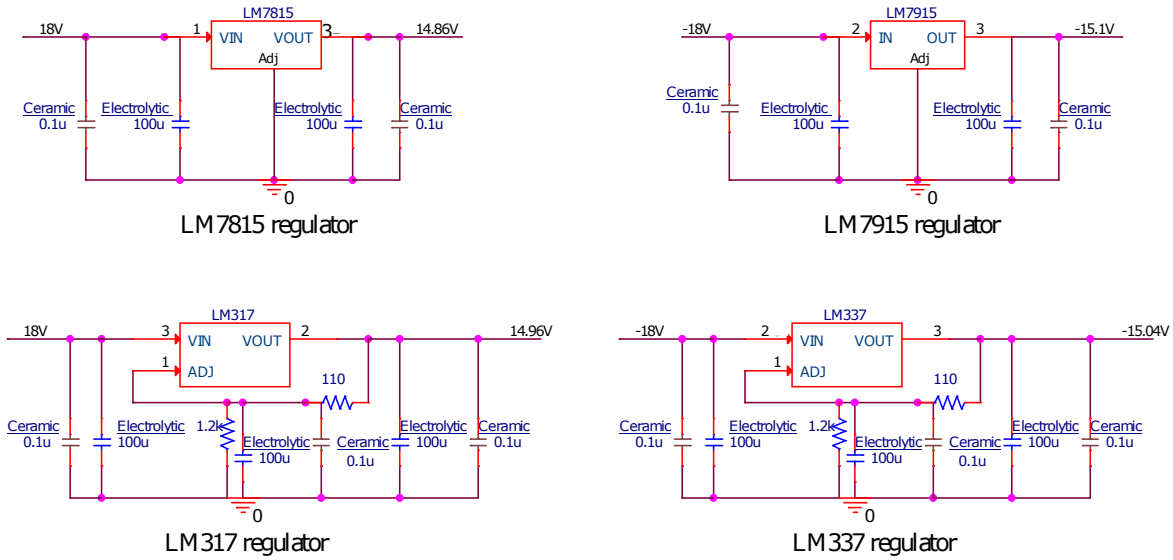 LM7815
18V 1 VIN VOUT 3 14.86V
Adj
Ceramic Electrolytic Electrolytic Ceramic
0.1u 100u 100u 0.1u
0
LM7815 regulator
LM7915
-18V 2 IN OUT 3 -15.1V
Adj
Ceramic
0.1u
Electrolytic Electrolytic Ceramic
100u 100u 0.1u
0
LM7915 regulator
LM317
18V 3 VIN VOUT 2 14.96V
1 ADJ
110
Ceramic Electrolytic 1.2k Electrolytic Ceramic Electrolytic Ceramic
0.1u 100u 100u 0.1u 100u 0.1u
0
LM317 regulator
LM337
-18V 2 VIN VOUT 3 -15.04V
1 ADJ
110
Ceramic Electrolytic 1.2k Electrolytic Ceramic Electrolytic Ceramic
0.1u 100u 100u 0.1u 100u 0.1u
0
LM337 regulator